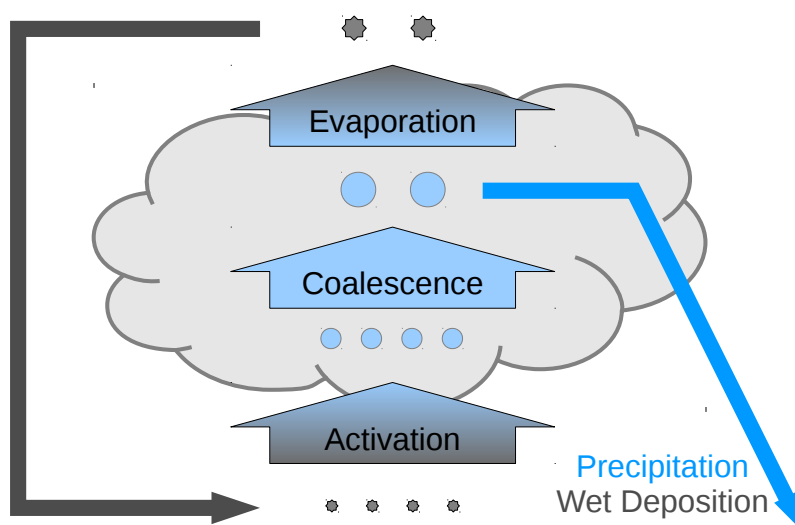 Evaporation
Coalescence
Activation
Precipitation
Wet Deposition